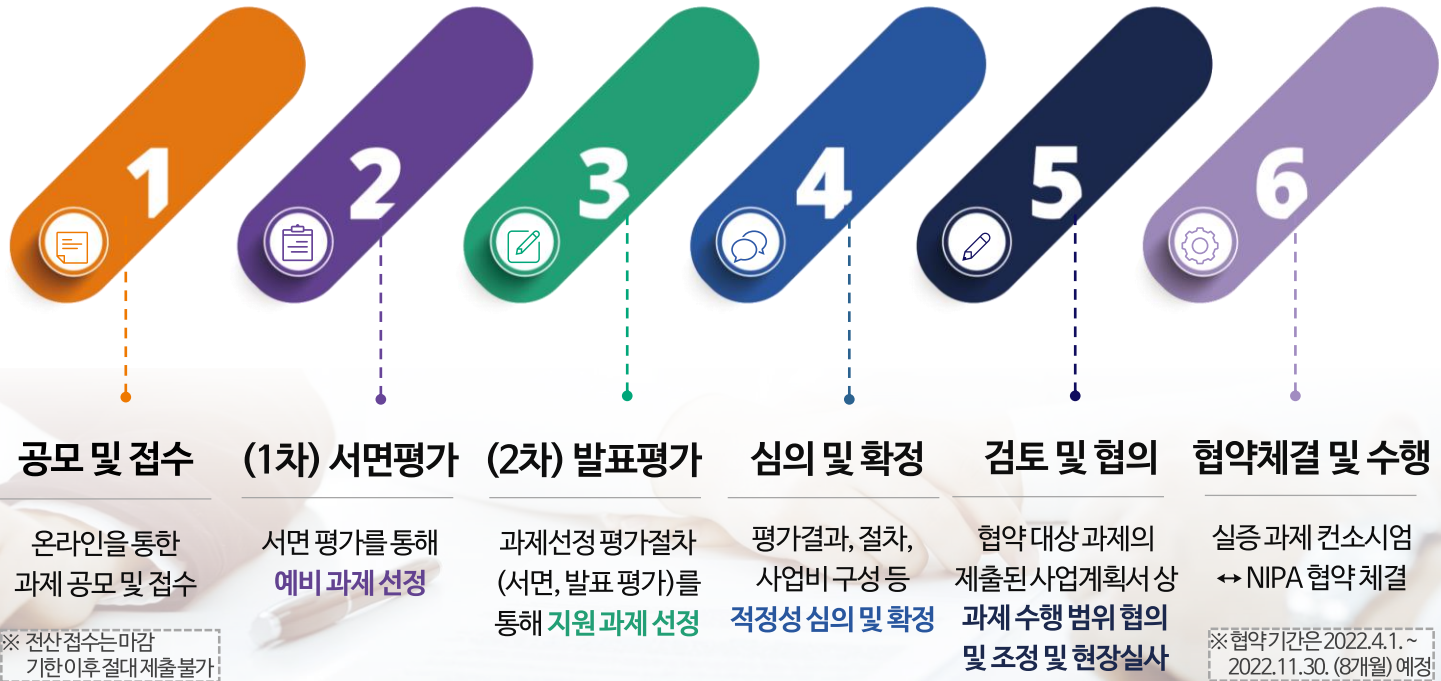 1
2
3
4
5
6
공모 및 접수
온라인을 통한
과제 공모 및 접수
※ 전산 접수는 마감
기한 이후 절대 제출 불가
(1차) 서면평가
서면 평가를 통해
예비 과제 선정
(2차) 발표평가
과제선정 평가절차
(서면, 발표 평가)를
통해 지원 과제 선정
심의 및 확정
평가결과, 절차,
사업비 구성 등
적정성 심의 및 확정
검토 및 협의
협약 대상 과제의
제출된 사업계획서 상
과제 수행 범위 협의
및 조정 및 현장실사
협약체결 및 수행
실증 과제 컨소시엄
↔ NIPA 협약 체결
※ 협약 기간은 2022.4.1. ~
2022.11.30. (8개월) 예정